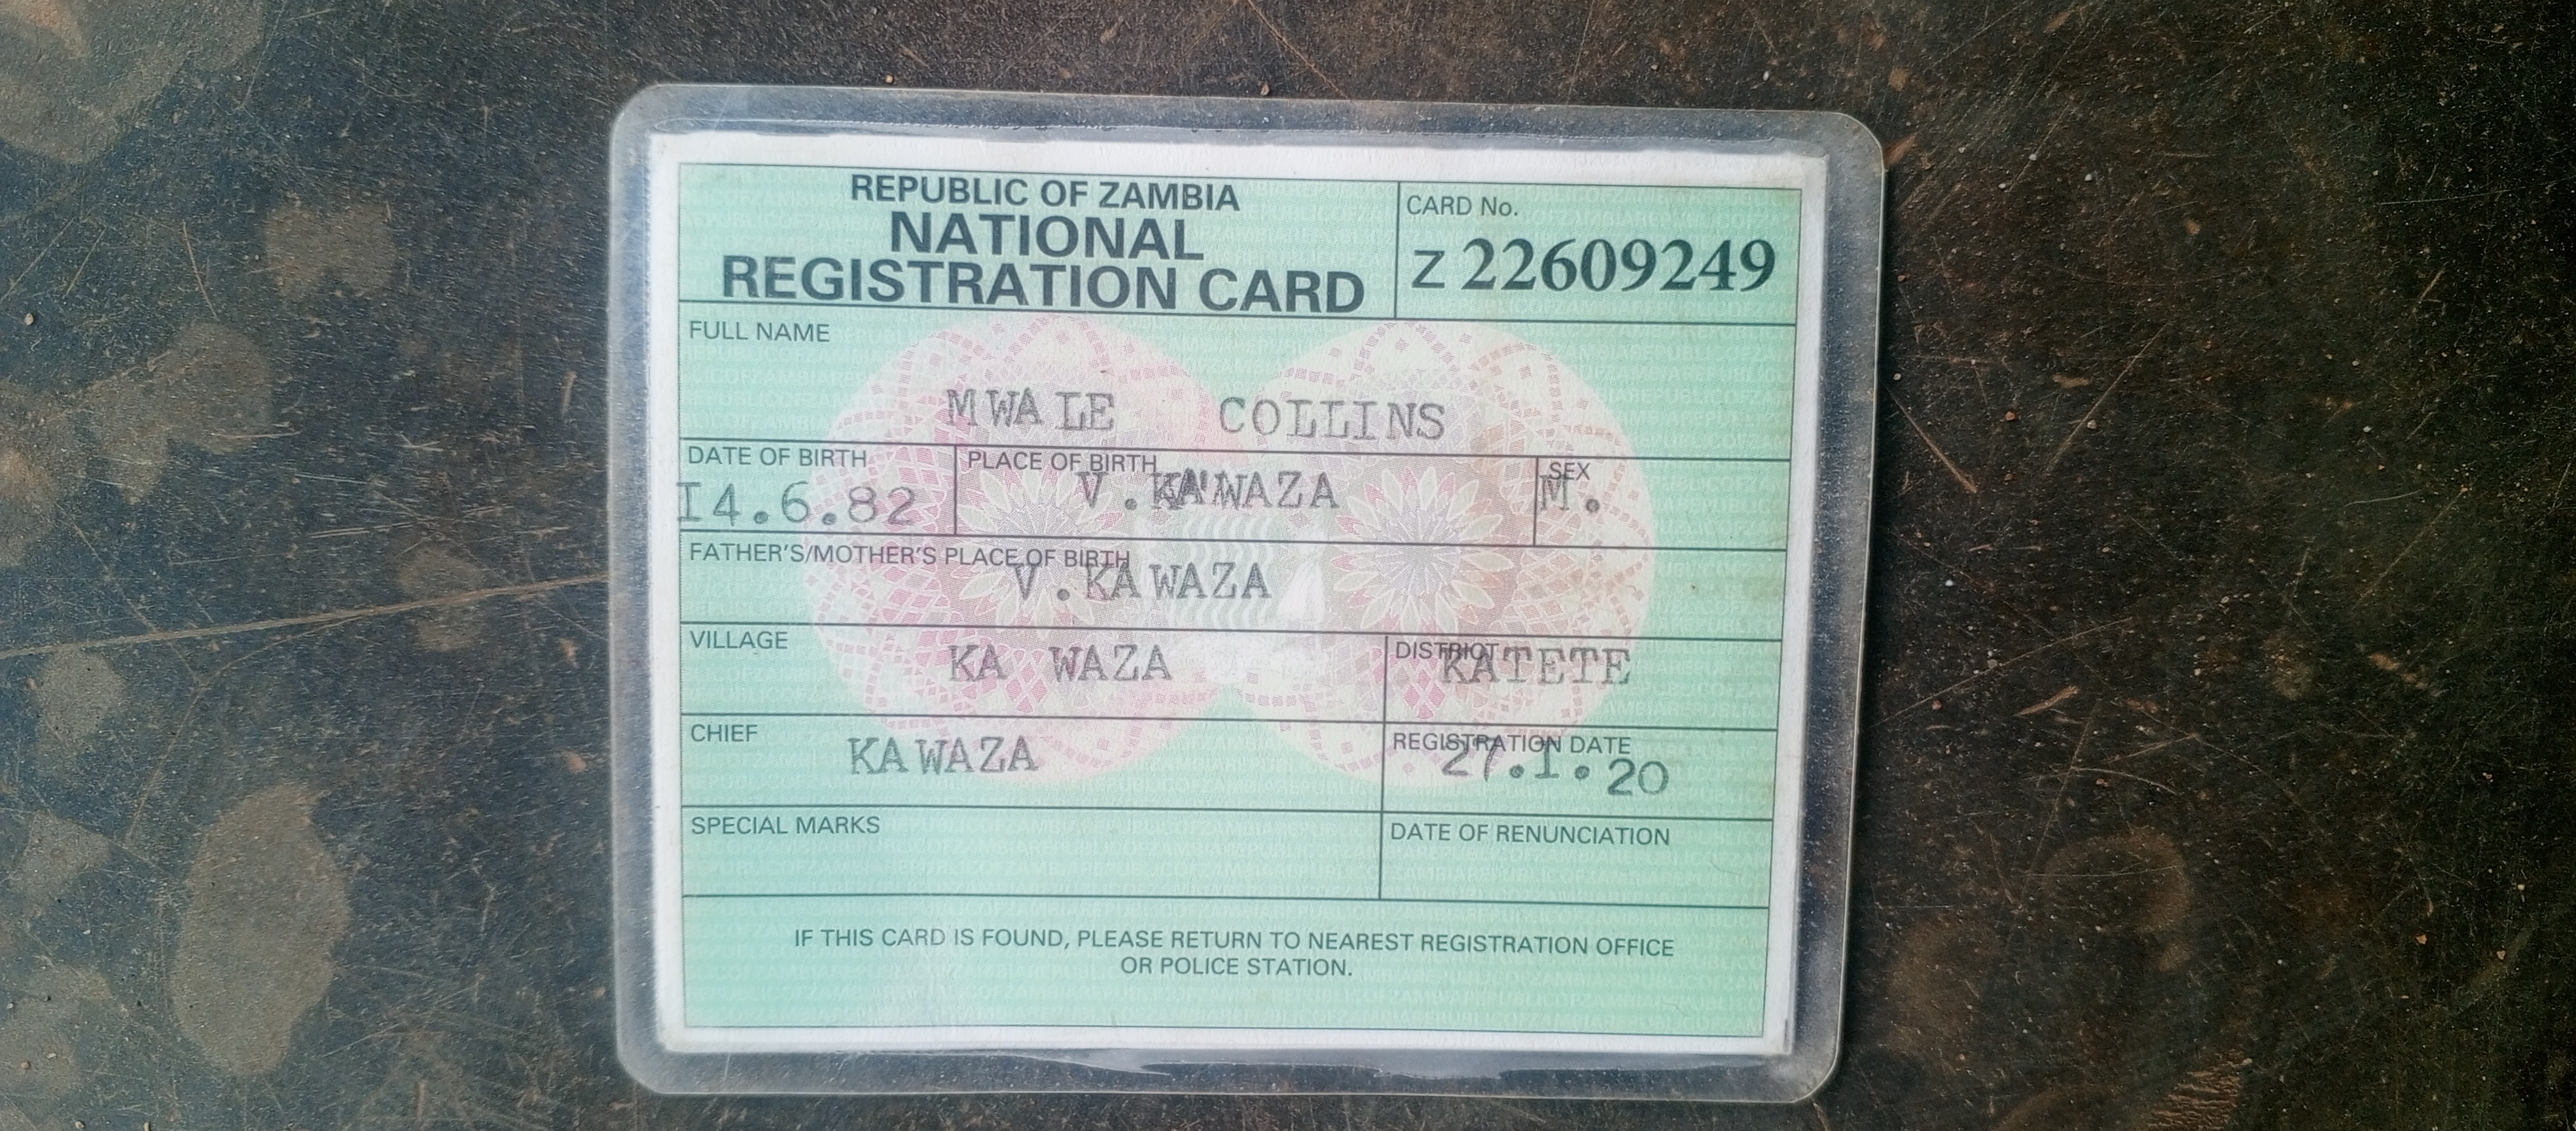 REPUBLIC OF ZAMBIA
NATIONAL
REGISTRATION CARD
CARD No.
Z 22609249
FULL NAME
MWALE COLLINS
DATE OF BIRTH
I4.6.82
PLACE OF BIRTH
V.KAWAZA
SEX
M.
FATHER'S/MOTHER'S PLACE OF BIRTH
V.KAWAZA
VILLAGE
KA WAZA
DISTRICT
KATETE
CHIEF
KAWAZA
REGISTRATION DATE
27.1.20
SPECIAL MARKS
DATE OF RENUNCIATION
IF THIS CARD IS FOUND, PLEASE RETURN TO NEAREST REGISTRATION OFFICE
OR POLICE STATION.